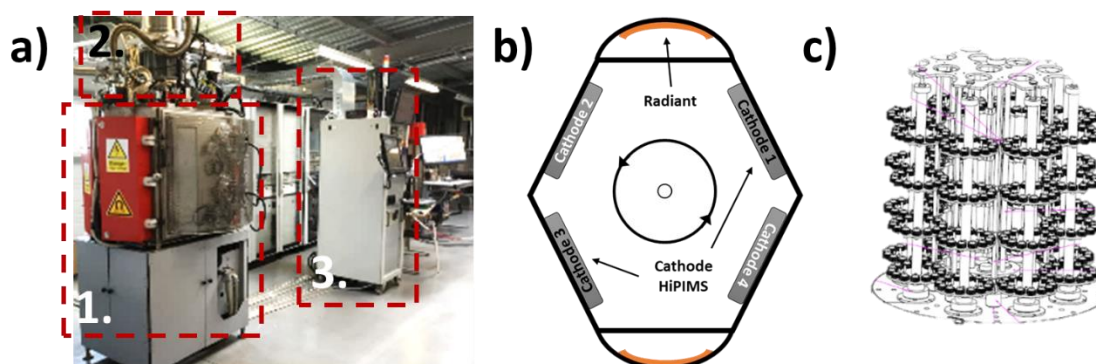 a)
2.
1.
3.
b)
Radiant
Cathode 2
Cathode 1
Cathode 3
Cathode 4
Cathode
HiPIMS
c)